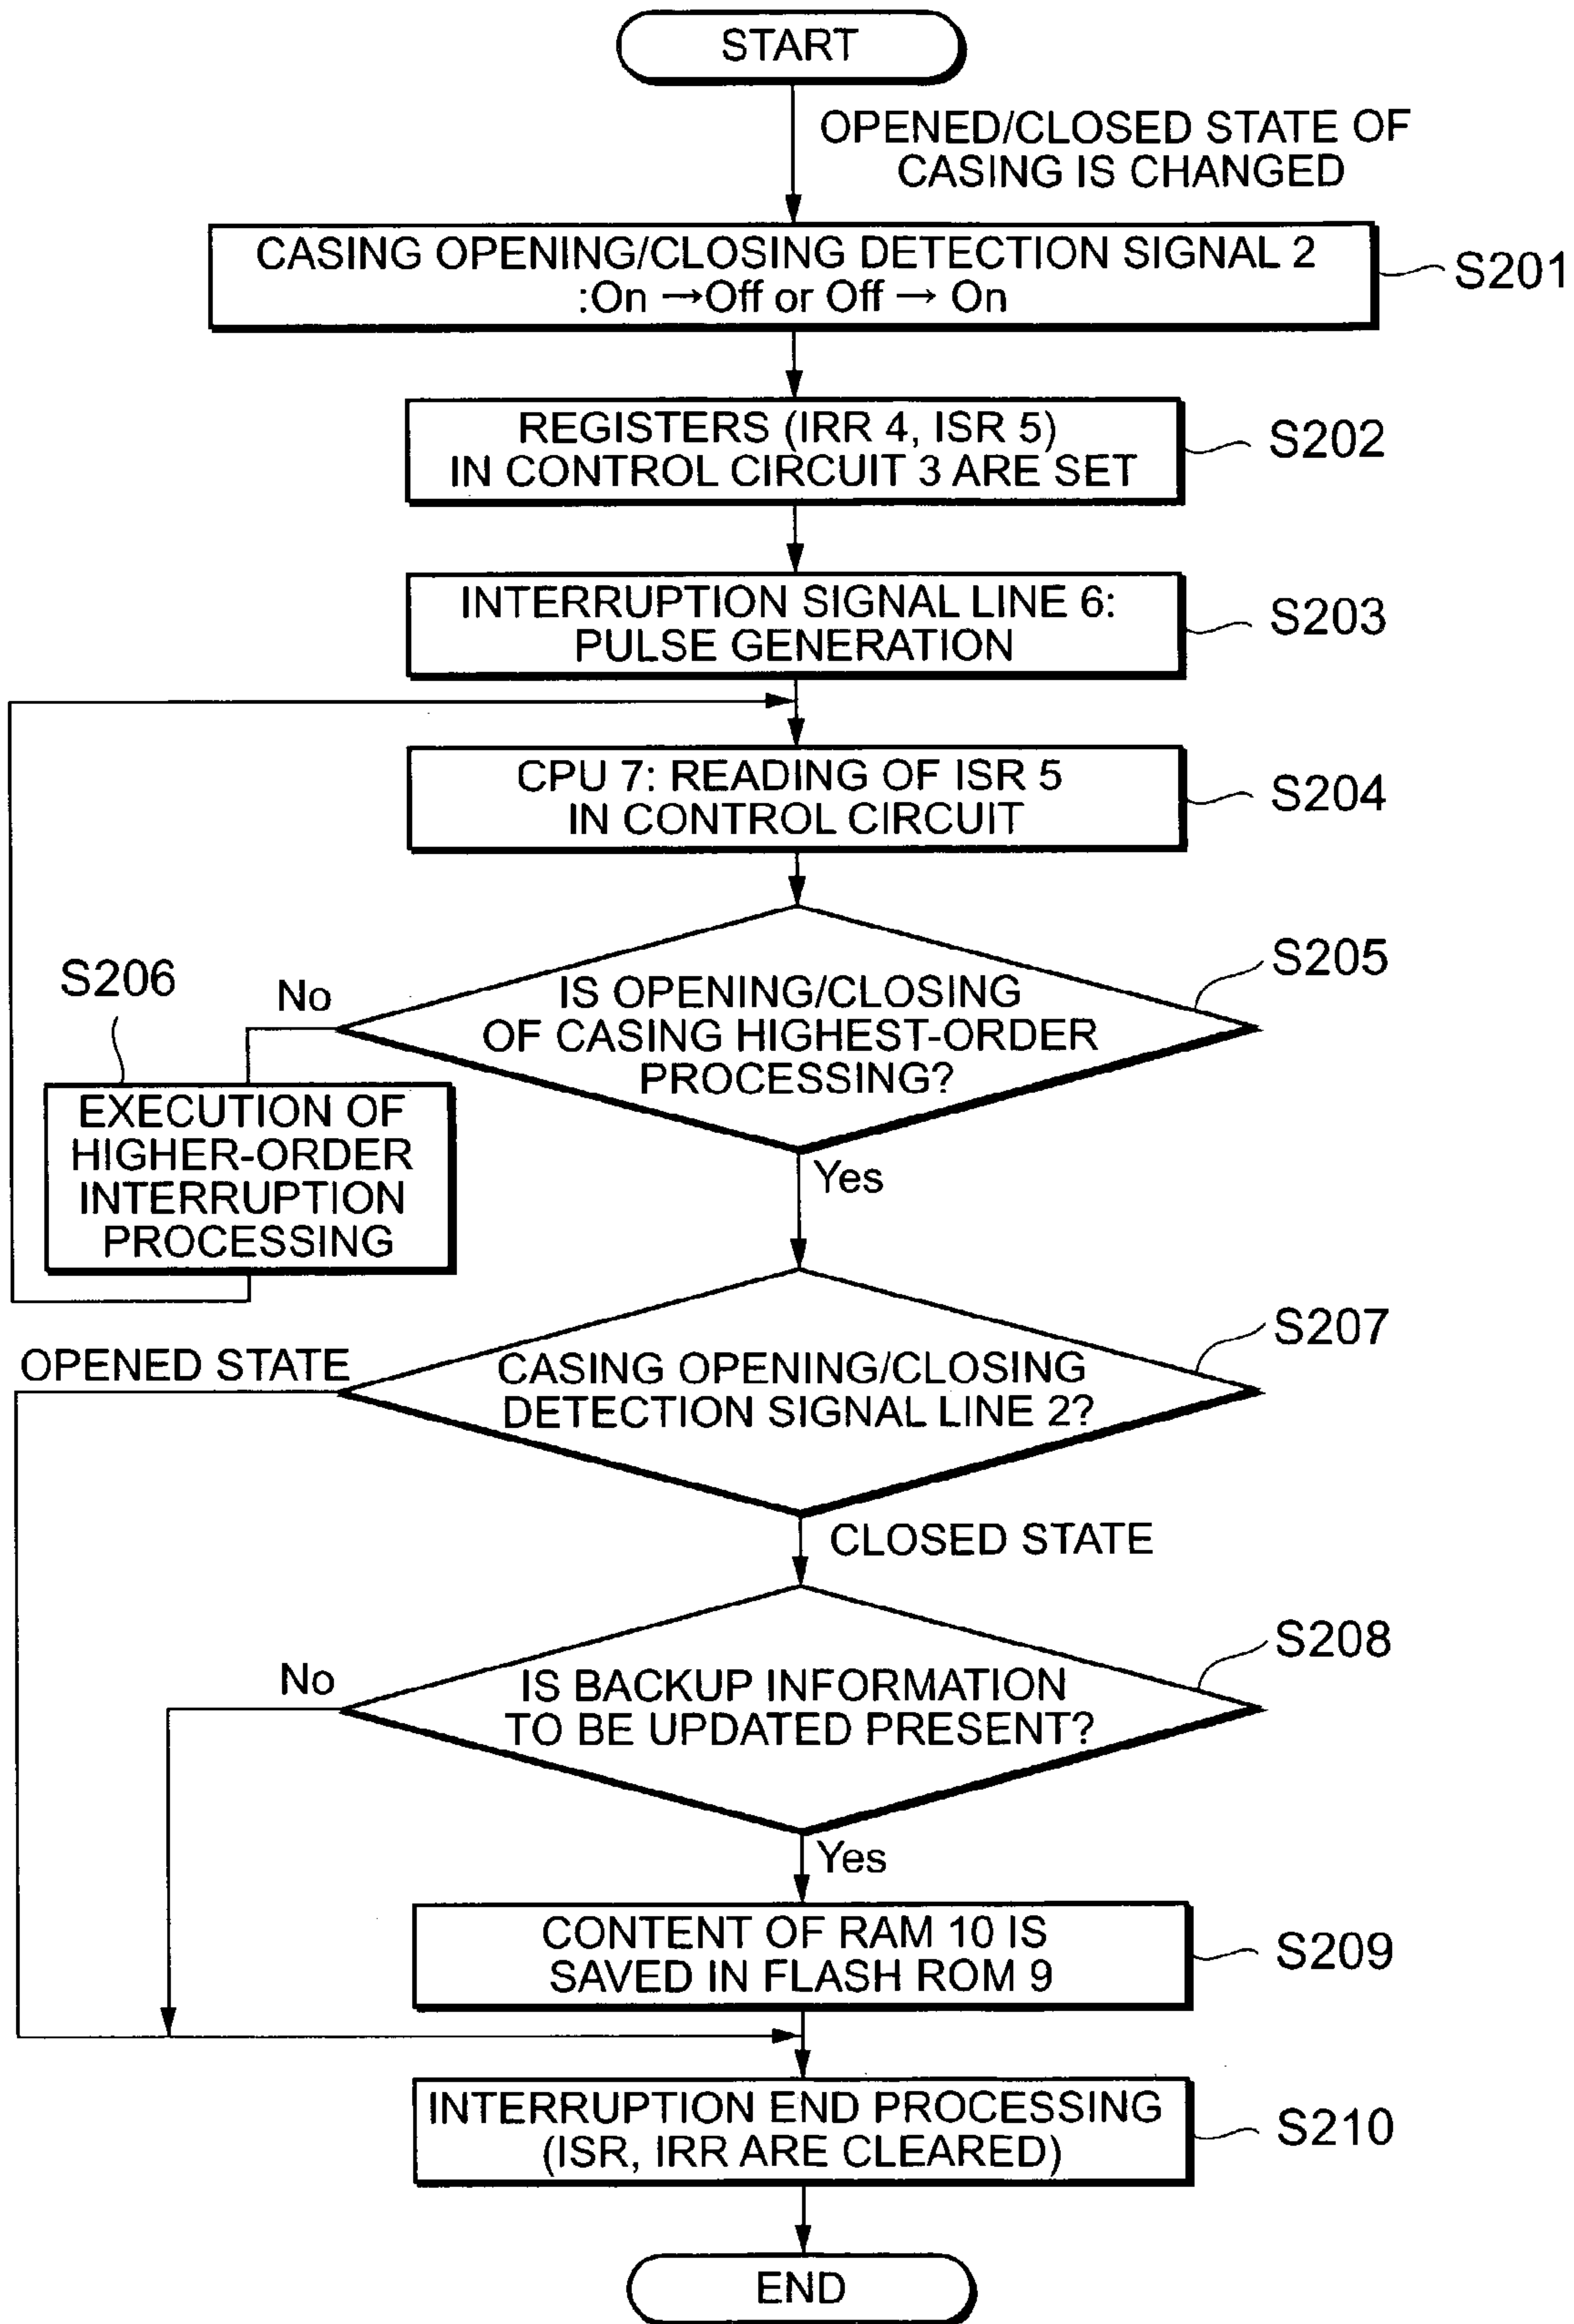 START
OPENED/CLOSED STATE OF
CASING IS CHANGED
CASING OPENING/CLOSING DETECTION SIGNAL 2
:On →Off or Off → On
S201
REGISTERS (IRR 4, ISR 5)
IN CONTROL CIRCUIT 3 ARE SET
S202
INTERRUPTION SIGNAL LINE 6:
PULSE GENERATION
S203
CPU 7: READING OF ISR 5
IN CONTROL CIRCUIT
S204
IS OPENING/CLOSING
OF CASING HIGHEST-ORDER
PROCESSING?
S205
No
S206
EXECUTION OF
HIGHER-ORDER
INTERRUPTION
PROCESSING
Yes
CASING OPENING/CLOSING
DETECTION SIGNAL LINE 2?
S207
OPENED STATE
CLOSED STATE
IS BACKUP INFORMATION
TO BE UPDATED PRESENT?
S208
No
Yes
CONTENT OF RAM 10 IS
SAVED IN FLASH ROM 9
S209
INTERRUPTION END PROCESSING
(ISR, IRR ARE CLEARED)
S210
END